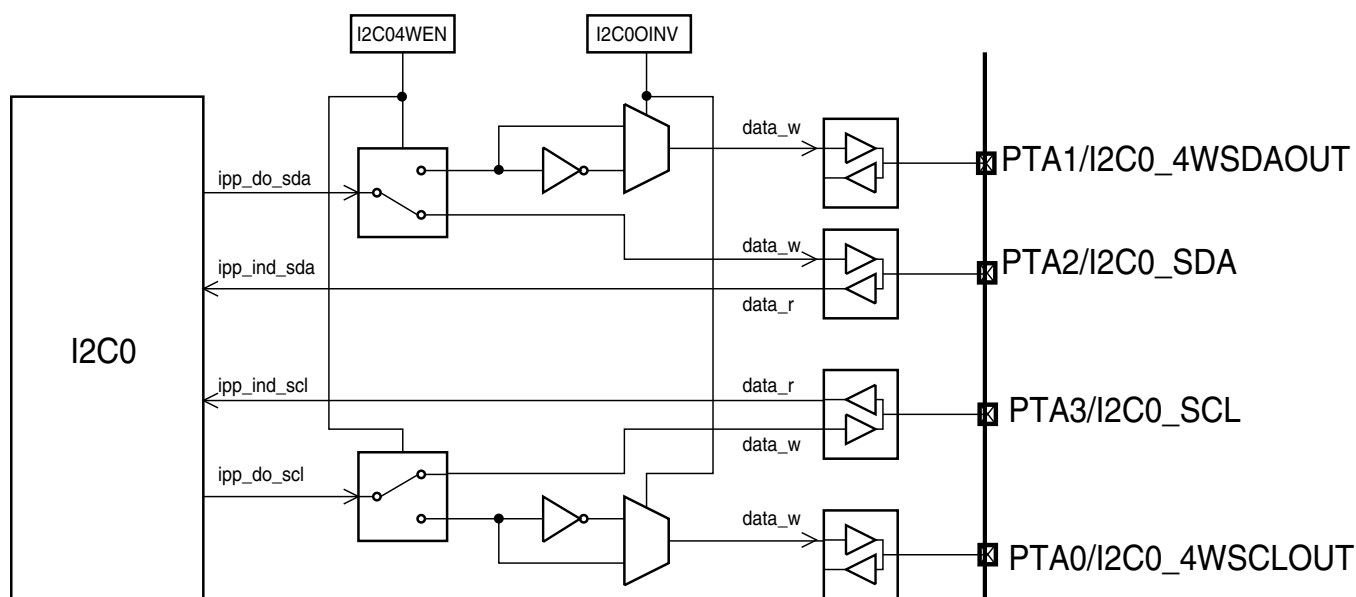 I2C04WEN
I2C0OINV
data_w
PTA1/I2C0_4WSDAOUT
ipp_do_sda
data_w
PTA2/I2C0_SDA
ipp_ind_sda
data_r
I2C0
ipp_ind_scl
data_r
PTA3/I2C0_SCL
data_w
ipp_do_scl
data_w
PTA0/I2C0_4WSCLOUT